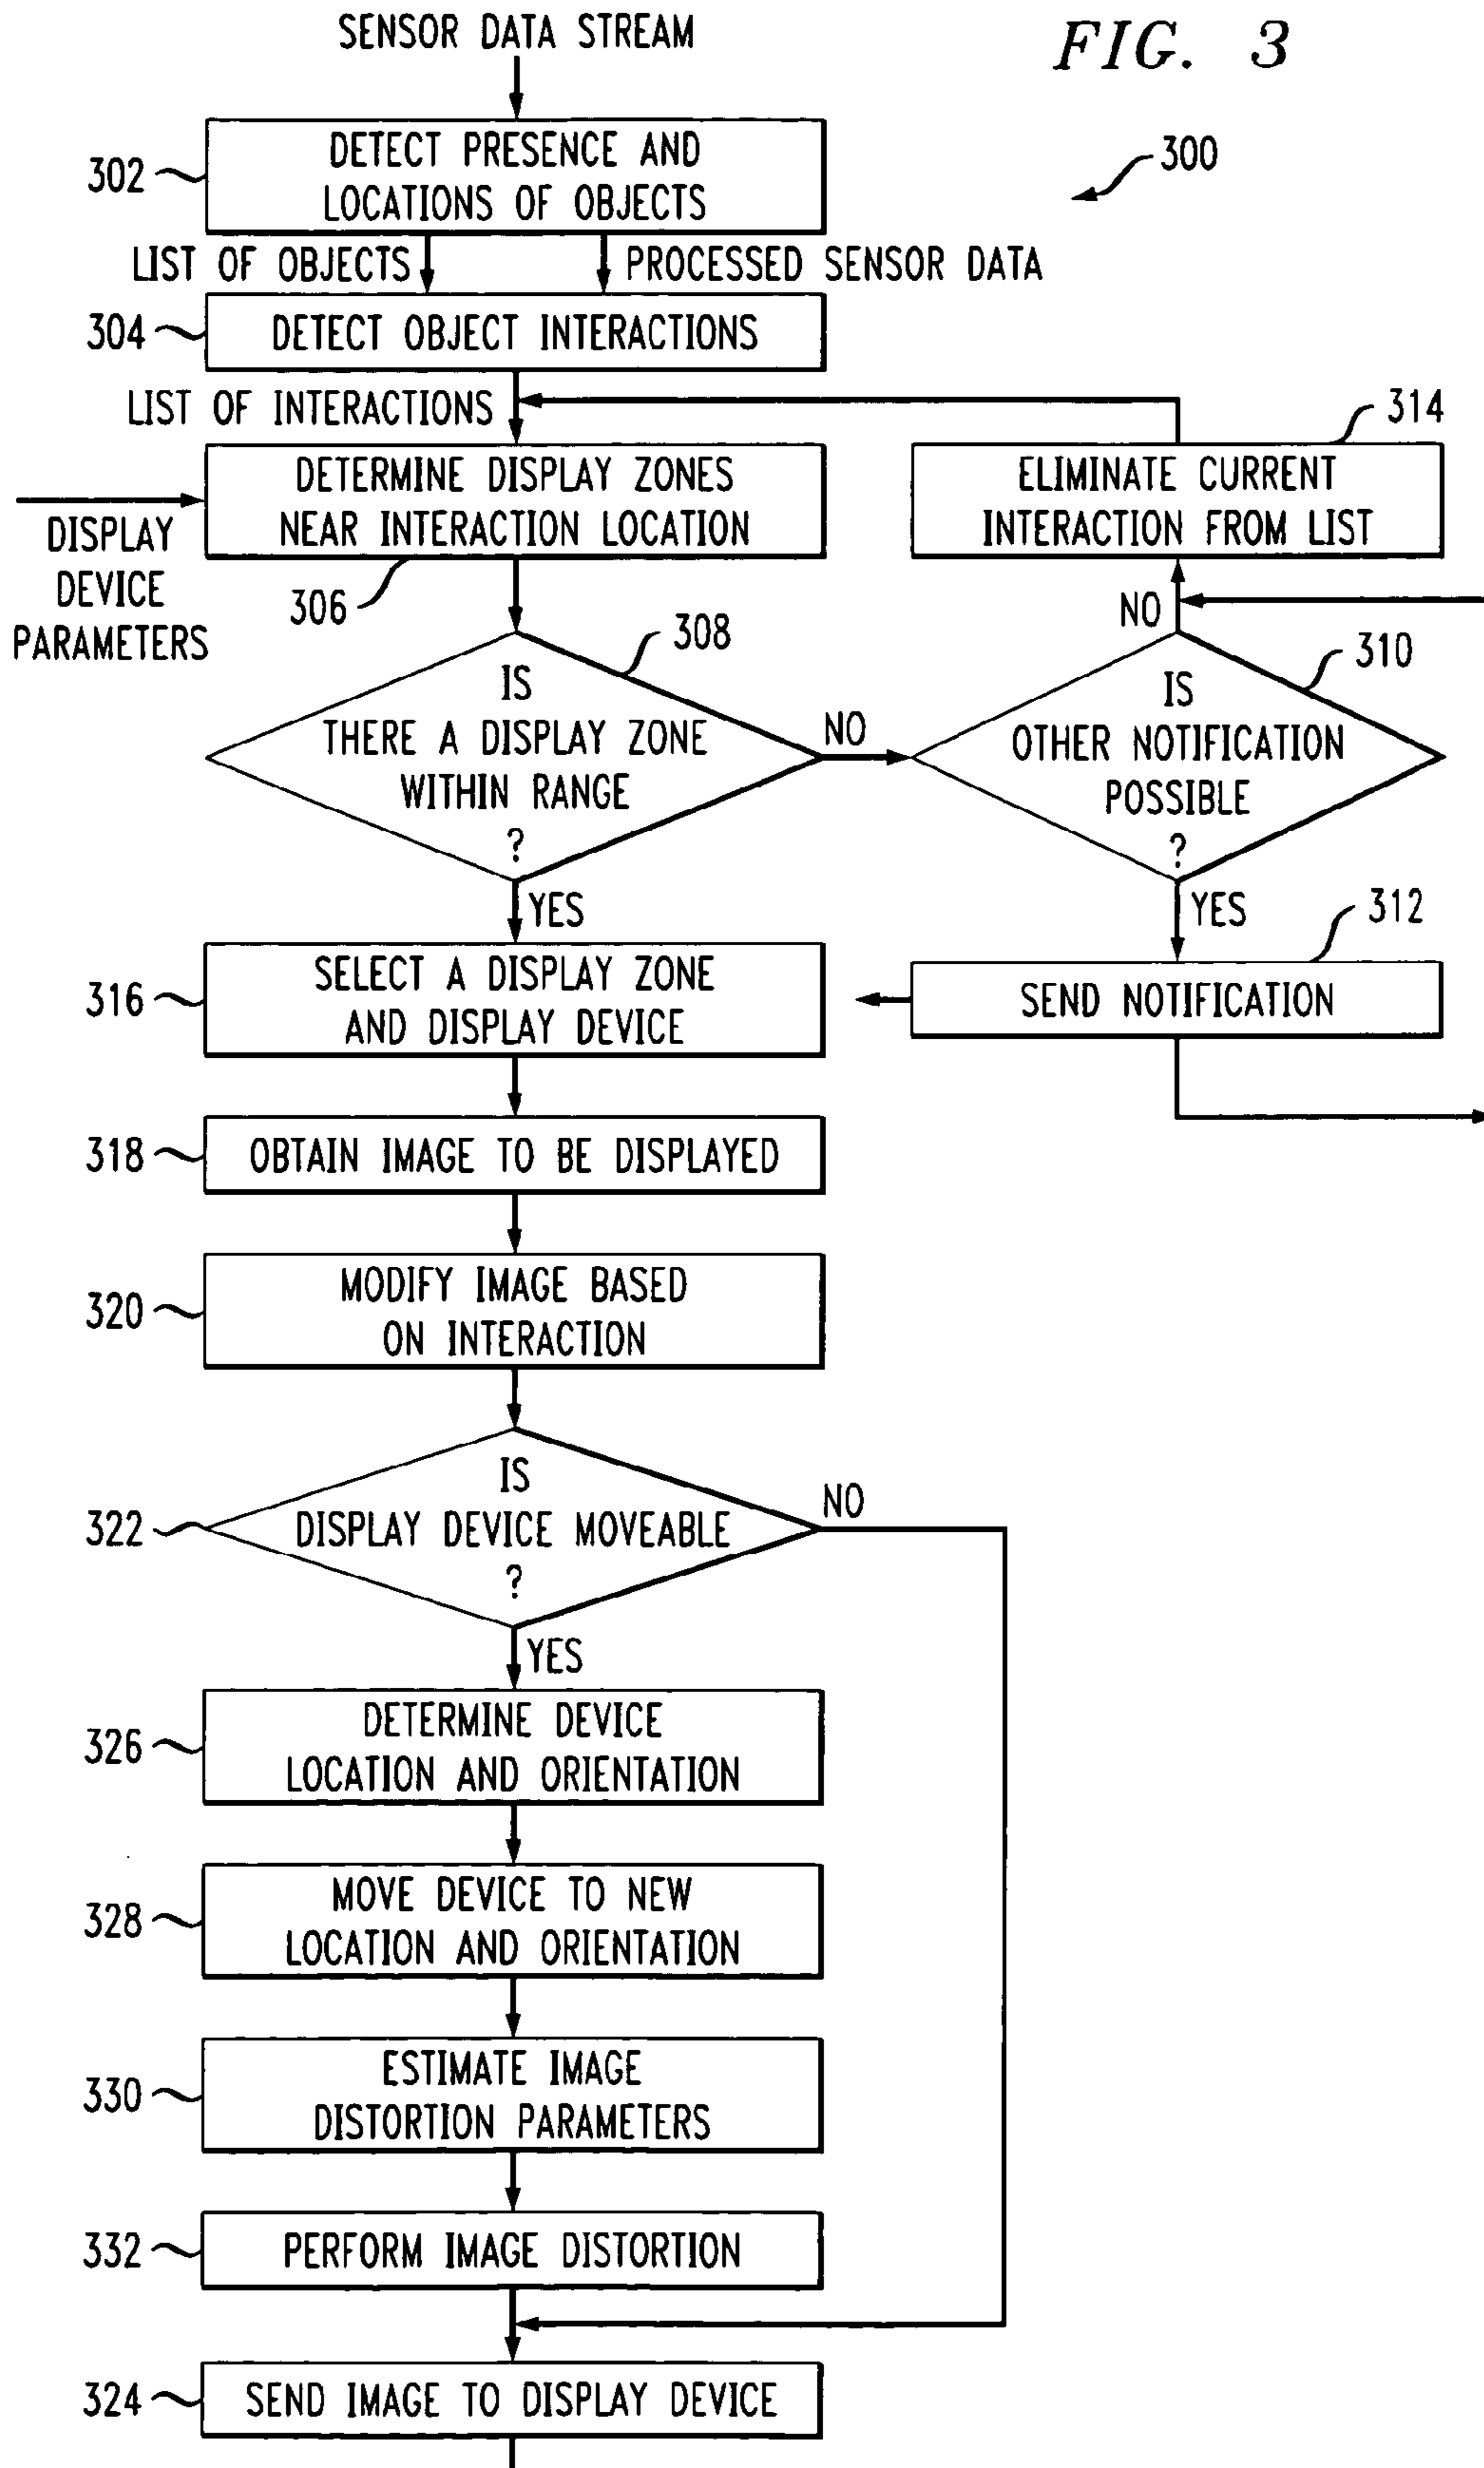 SENSOR DATA STREAM
FIG. 3
300
302
DETECT PRESENCE AND
LOCATIONS OF OBJECTS
LIST OF OBJECTS
PROCESSED SENSOR DATA
304
DETECT OBJECT INTERACTIONS
LIST OF INTERACTIONS
314
DETERMINE DISPLAY ZONES
NEAR INTERACTION LOCATION
ELIMINATE CURRENT
INTERACTION FROM LIST
DISPLAY
DEVICE
PARAMETERS
306
308
NO
310
IS
THERE A DISPLAY ZONE
WITHIN RANGE
?
NO
IS
OTHER NOTIFICATION
POSSIBLE
?
YES
YES
312
316
SELECT A DISPLAY ZONE
AND DISPLAY DEVICE
SEND NOTIFICATION
318
OBTAIN IMAGE TO BE DISPLAYED
320
MODIFY IMAGE BASED
ON INTERACTION
322
IS
DISPLAY DEVICE MOVEABLE
?
NO
YES
326
DETERMINE DEVICE
LOCATION AND ORIENTATION
328
MOVE DEVICE TO NEW
LOCATION AND ORIENTATION
330
ESTIMATE IMAGE
DISTORTION PARAMETERS
332
PERFORM IMAGE DISTORTION
324
SEND IMAGE TO DISPLAY DEVICE